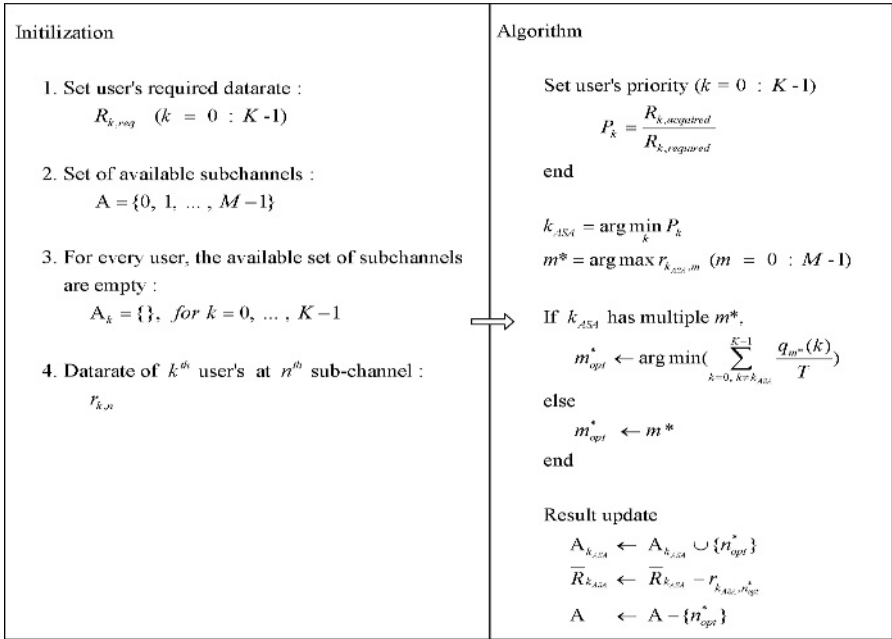 Initilization
1. Set user's required datarate :
R_{k,req} (k = 0 : K-1)
2. Set of available subchannels :
A = {0, 1, ... , M−1}
3. For every user, the available set of subchannels
are empty :
A_k = {}, for k = 0, ... , K−1
4. Datarate of k^{th} user's at n^{th} sub-channel :
r_{k,n}
⇒
Algorithm
Set user's priority (k = 0 : K-1)
P_k = R_{k,acquired} / R_{k,required}
end
k_{ASA} = arg min_k P_k
m* = arg max r_{k_{ASA},m} (m = 0 : M-1)
If k_{ASA} has multiple m*,
m*_{opt} ← arg min( ∑_{k=0, k≠k_{ASA}}^{K−1} q_{m*}(k) / T )
else
m*_{opt} ← m*
end
Result update
A_{k_{ASA}} ← A_{k_{ASA}} ∪ {n*_{opt}}
R̅_{k_{ASA}} ← R̅_{k_{ASA}} − r_{k_{ASA},n*_{opt}}
A ← A − {n*_{opt}}